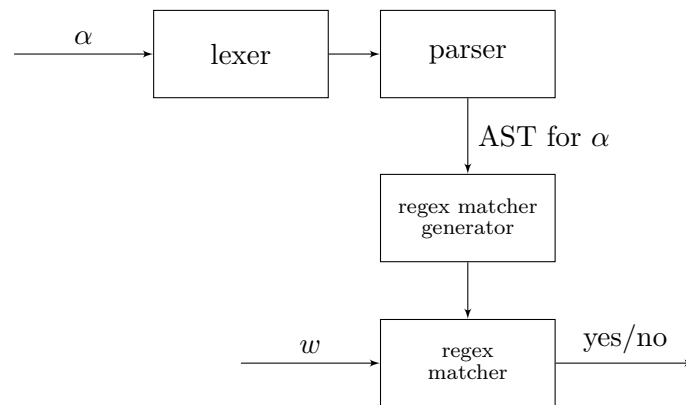 α
lexer
parser
AST for α
regex matcher
generator
w
regex
matcher
yes/no